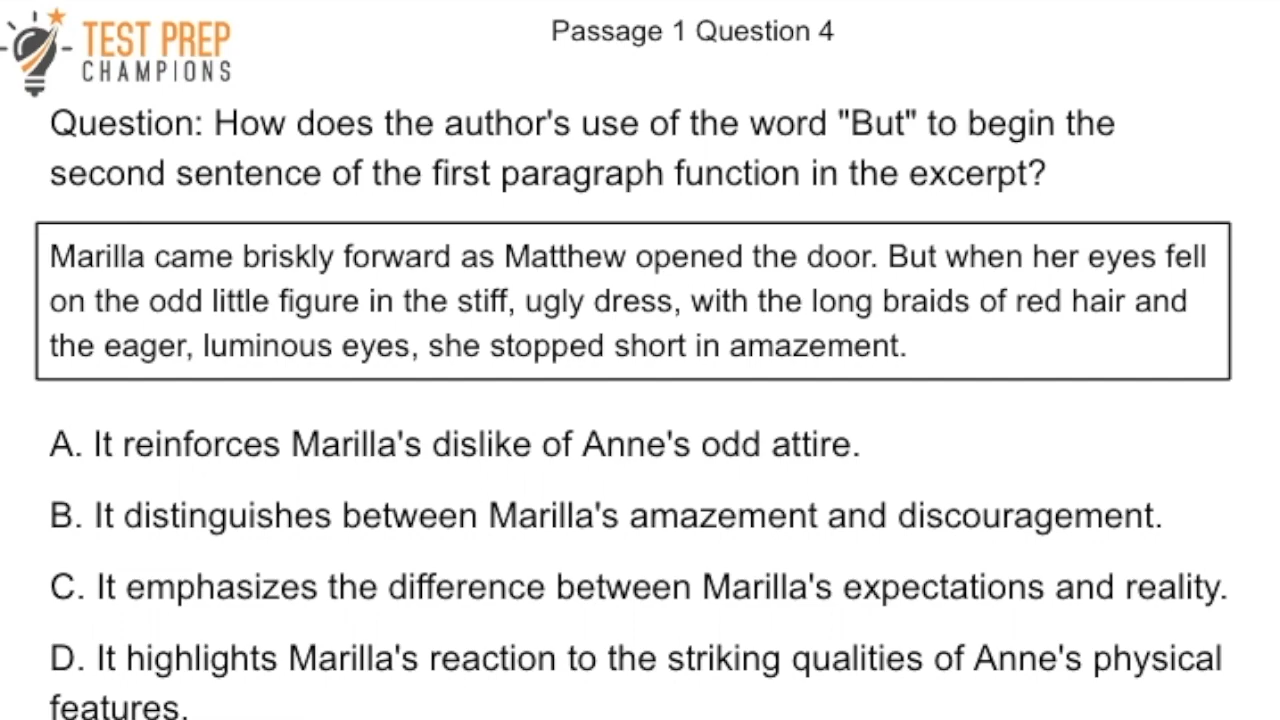 TEST PREP
CHAMPIONS
Passage 1 Question 4
Question: How does the author's use of the word "But" to begin the
second sentence of the first paragraph function in the excerpt?
Marilla came briskly forward as Matthew opened the door. But when her eyes fell
on the odd little figure in the stiff, ugly dress, with the long braids of red hair and
the eager, luminous eyes, she stopped short in amazement.
A. It reinforces Marilla's dislike of Anne's odd attire.
B. It distinguishes between Marilla's amazement and discouragement.
C. It emphasizes the difference between Marilla's expectations and reality.
D. It highlights Marilla's reaction to the striking qualities of Anne's physical
features.